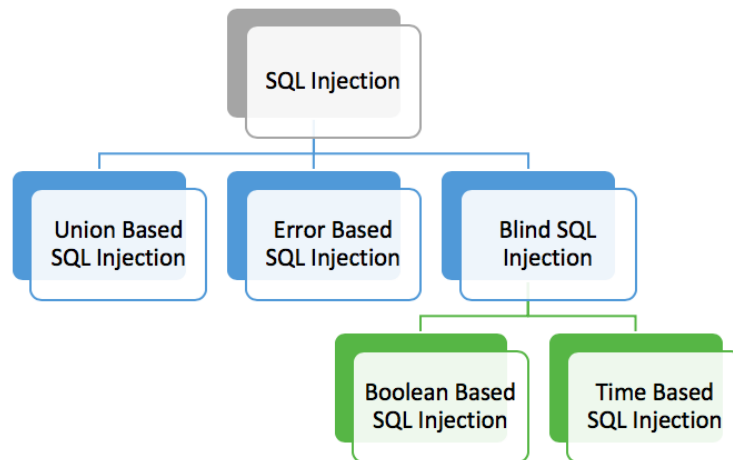 SQL Injection
Union Based
SQL Injection
Error Based
SQL Injection
Blind SQL
Injection
Boolean Based
SQL Injection
Time Based
SQL Injection